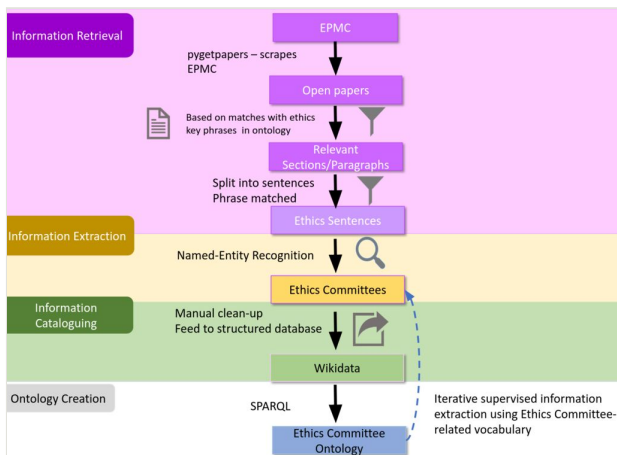 EPMC
Information Retrieval
pygetpapers – scrapes
EPMC
Open papers
Based on matches with ethics
key phrases in ontology
Relevant
Sections/Paragraphs
Split into sentences
Phrase matched
Ethics Sentences
Information Extraction
Named-Entity Recognition
Ethics Committees
Information
Cataloguing
Manual clean-up
Feed to structured database
Wikidata
Ontology Creation
SPARQL
Iterative supervised information
extraction using Ethics Committee-
related vocabulary
Ethics Committee
Ontology